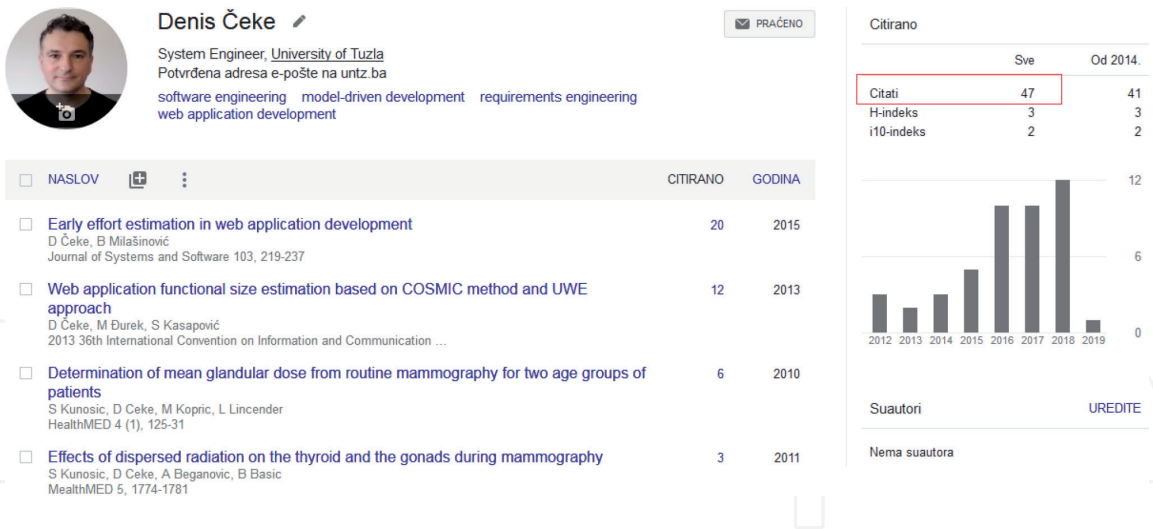 Denis Čeke
PRAĆENO
System Engineer, University of Tuzla
Potvrđena adresa e-pošte na untz.ba
software engineering model-driven development requirements engineering
web application development
NASLOV CITIRANO GODINA
Early effort estimation in web application development 20 2015
D Čeke, B Milašinović
Journal of Systems and Software 103, 219-237
Web application functional size estimation based on COSMIC method and UWE 12 2013
approach
D Čeke, M Đurek, S Kasapović
2013 36th International Convention on Information and Communication ...
Determination of mean glandular dose from routine mammography for two age groups of 6 2010
patients
S Kunosic, D Ceke, M Kopric, L Lincender
HealthMED 4 (1), 125-31
Effects of dispersed radiation on the thyroid and the gonads during mammography 3 2011
S Kunosic, D Ceke, A Beganovic, B Basic
MealthMED 5, 1774-1781
Citirano
Sve Od 2014.
Citati 47 41
H-indeks 3 3
i10-indeks 2 2
12
6
0
2012 2013 2014 2015 2016 2017 2018 2019
Suautori UREDITE
Nema suautora